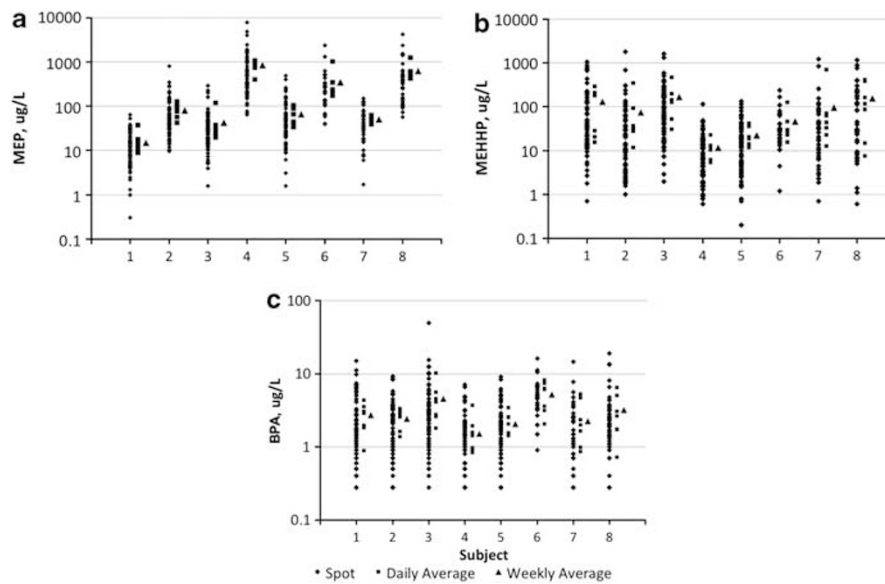 a
10000
1000
100
10
1
0.1
MEP, ug/L
1 2 3 4 5 6 7 8
b
10000
1000
100
10
1
0.1
MEHHP, ug/L
1 2 3 4 5 6 7 8
c
100
10
1
0.1
BPA, ug/L
1 2 3 4 5 6 7 8
Subject
Spot Daily Average Weekly Average